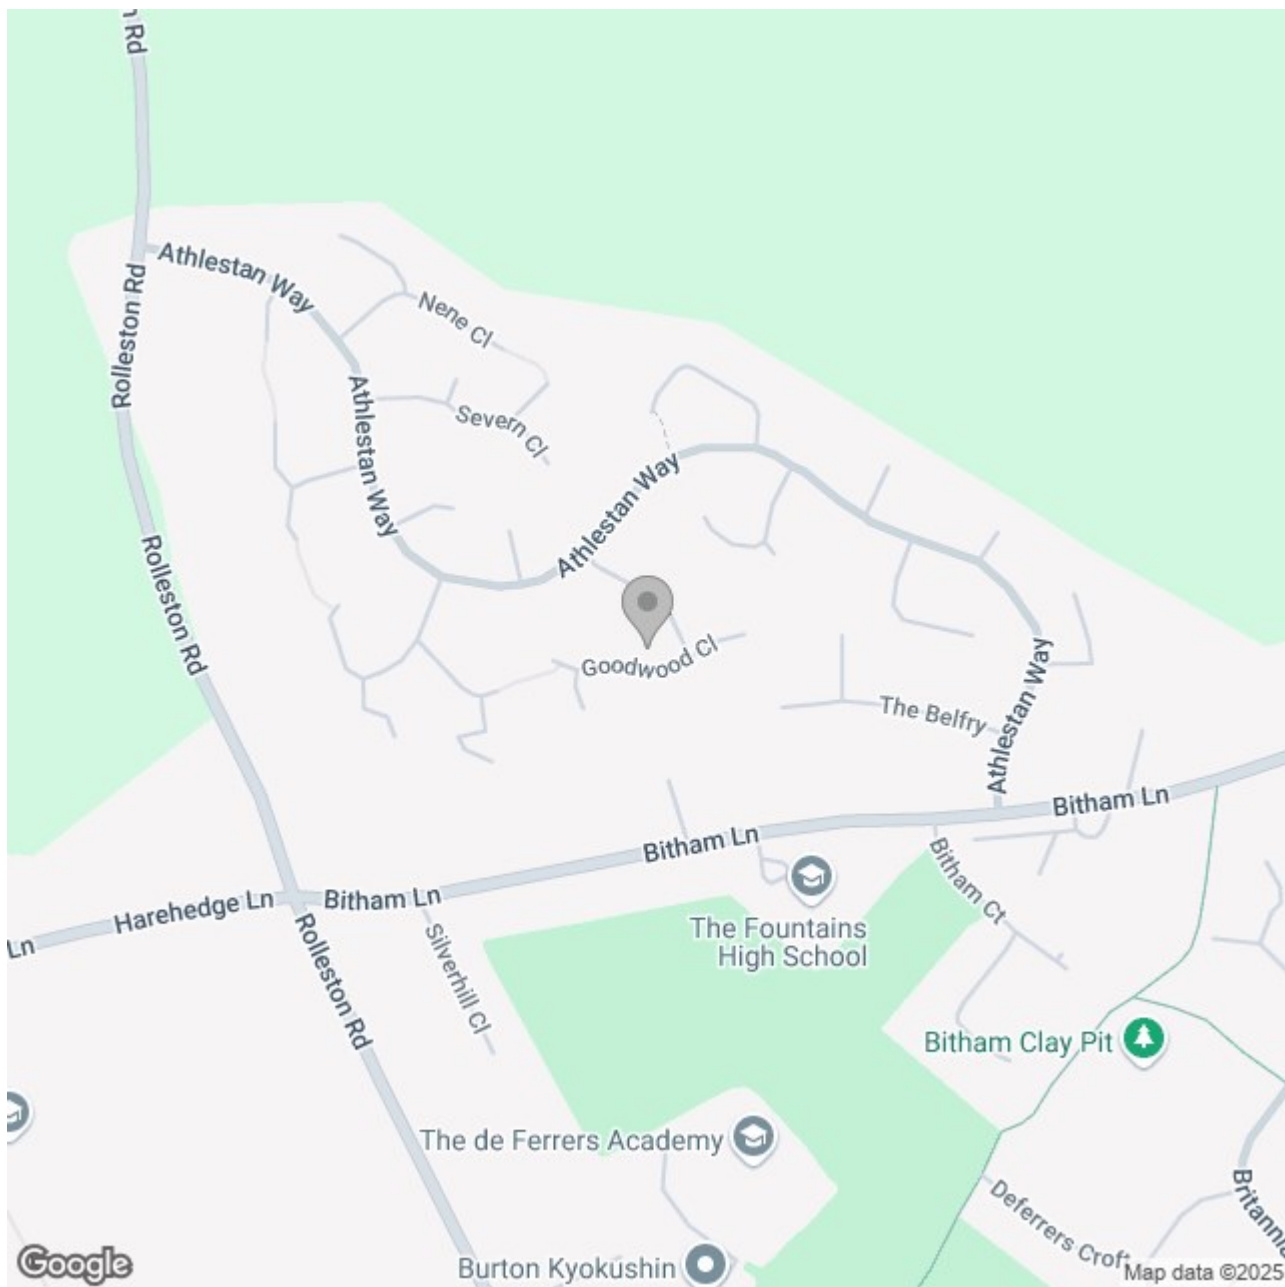 n Rd
Athlestan Way
Rolleston Rd
Nene Cl
Athlestan Way
Severn Cl
Athlestan Way
Rolleston Rd
Goodwood Cl
Athlestan Way
The Belfry
Bitham Ln
Bitham Ln
Harehedge Ln
Bitham Ln
Ln
Rolleston Rd
Silverhill Cl
The Fountains
High School
Bitham Ct
Bitham Clay Pit
The de Ferrers Academy
Deferrers Croft
Britannia
Burton Kyokushin
Google
Map data ©2025